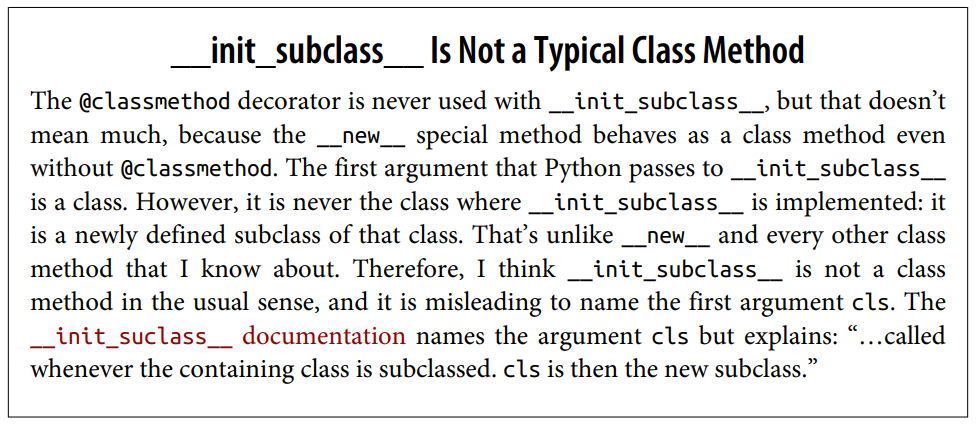 __init_subclass__ Is Not a Typical Class Method
The @classmethod decorator is never used with __init_subclass__, but that doesn’t
mean much, because the __new__ special method behaves as a class method even
without @classmethod. The first argument that Python passes to __init_subclass__
is a class. However, it is never the class where __init_subclass__ is implemented: it
is a newly defined subclass of that class. That’s unlike __new__ and every other class
method that I know about. Therefore, I think __init_subclass__ is not a class
method in the usual sense, and it is misleading to name the first argument cls. The
__init_suclass__ documentation names the argument cls but explains: “…called
whenever the containing class is subclassed. cls is then the new subclass.”